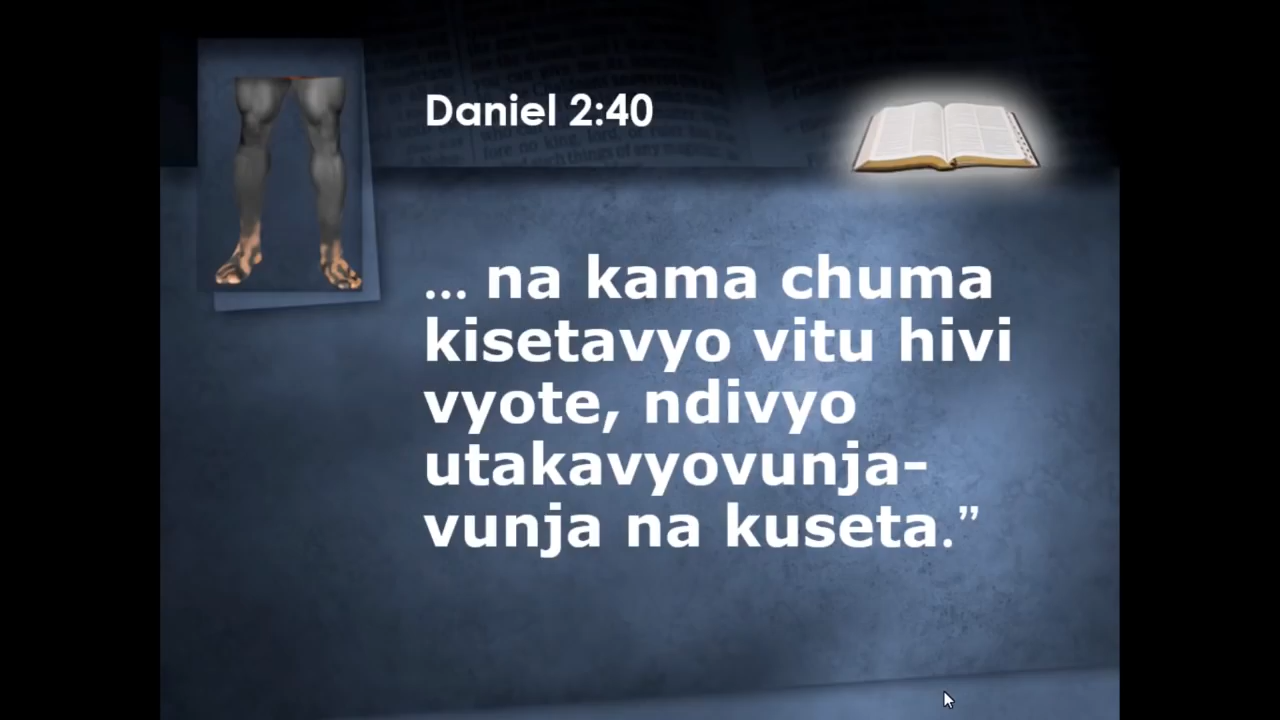 Daniel 2:40
... na kama chuma
kisetavyo vitu hivi
vyote, ndivyo
utakavyovunja-
vunja na kuseta.”